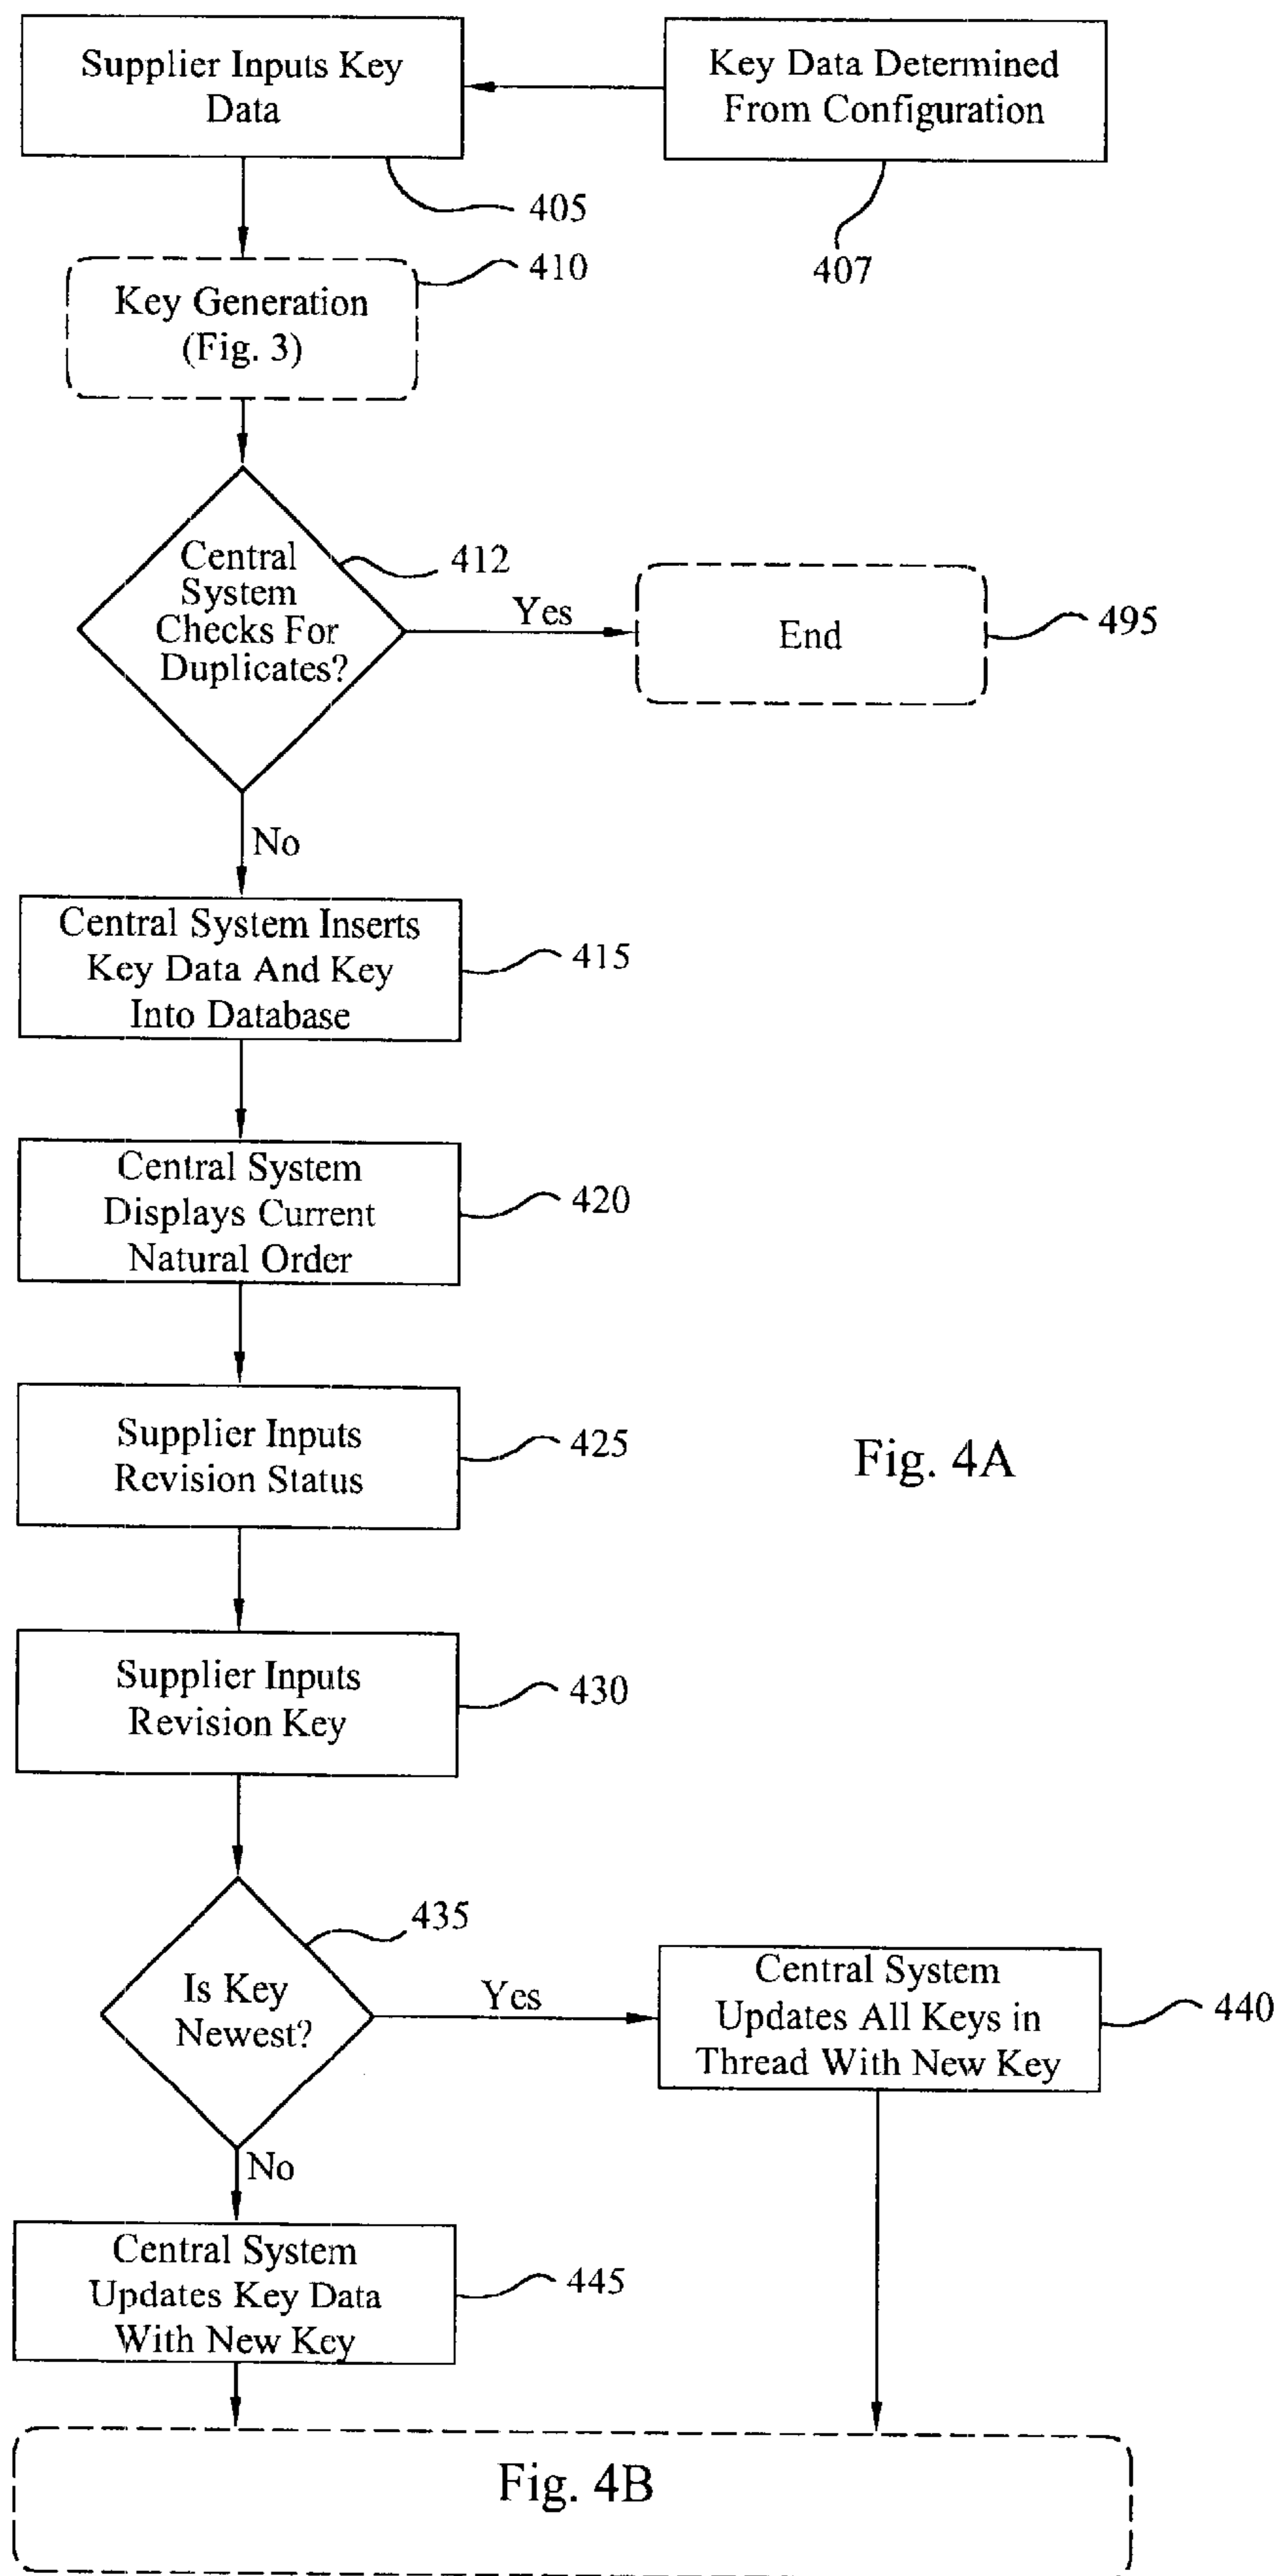 Supplier Inputs Key
Data
Key Data Determined
From Configuration
405
407
Key Generation
(Fig. 3)
410
Central
System
Checks For
Duplicates?
412
Yes
End
495
No
Central System Inserts
Key Data And Key
Into Database
415
Central System
Displays Current
Natural Order
420
Supplier Inputs
Revision Status
425
Fig. 4A
Supplier Inputs
Revision Key
430
Is Key
Newest?
435
Yes
Central System
Updates All Keys in
Thread With New Key
440
No
Central System
Updates Key Data
With New Key
445
Fig. 4B